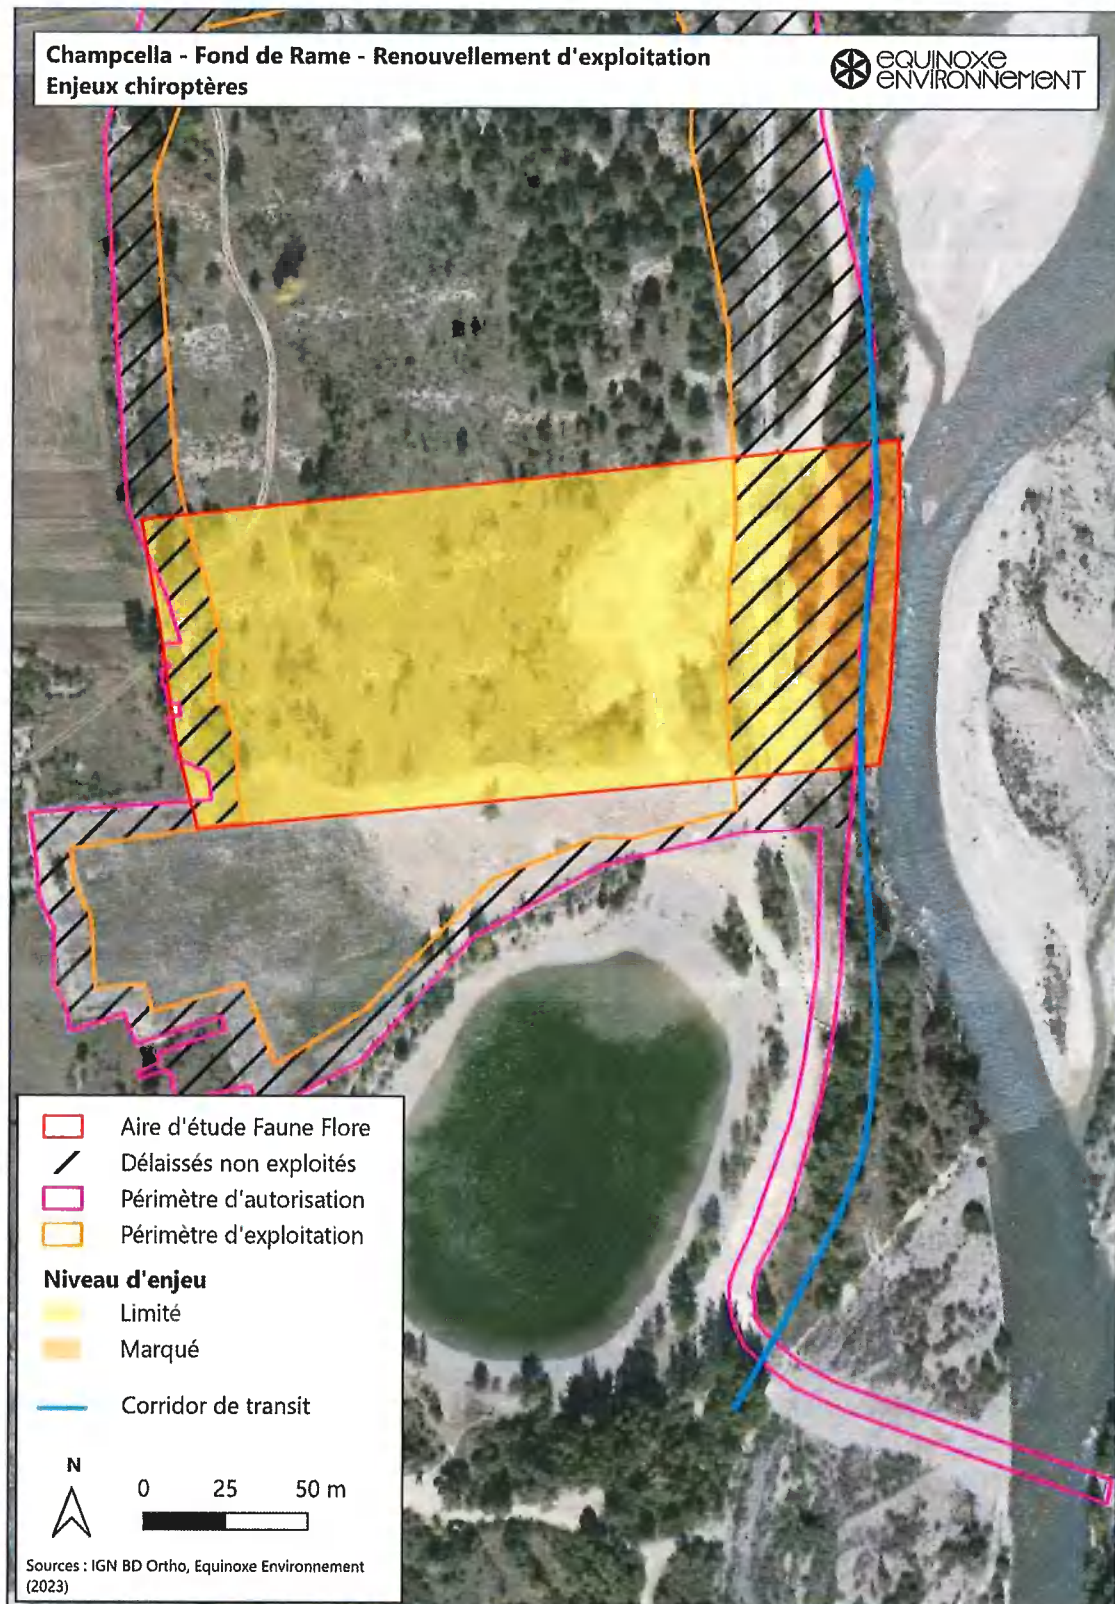 Champcella - Fond de Rame - Renouvellement d'exploitation
Enjeux chiroptères
EQUINOXE
ENVIRONNEMENT
Aire d'étude Faune Flore
Délaissés non exploités
Périmètre d'autorisation
Périmètre d'exploitation
Niveau d'enjeu
Limité
Marqué
Corridor de transit
N
0 25 50 m
Sources : IGN BD Ortho, Equinoxe Environnement
(2023)